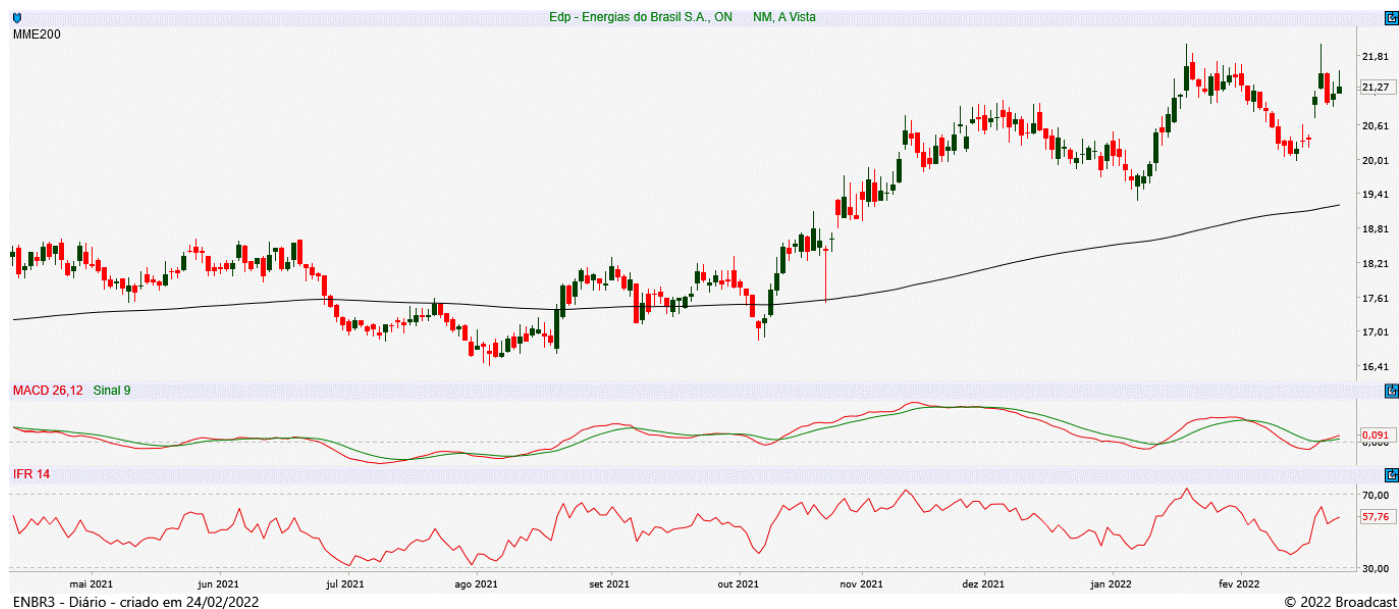 Edp - Energias do Brasil S.A., ON NM, A Vista
MME200
21,81
21,27
20,61
20,01
19,41
18,81
18,21
17,61
17,01
16,41
MACD 26,12 Sinal 9
0,091
IFR 14
70,00
57,76
30,00
mai 2021 jun 2021 jul 2021 ago 2021 set 2021 out 2021 nov 2021 dez 2021 jan 2022 fev 2022
ENBR3 - Diário - criado em 24/02/2022 © 2022 Broadcast